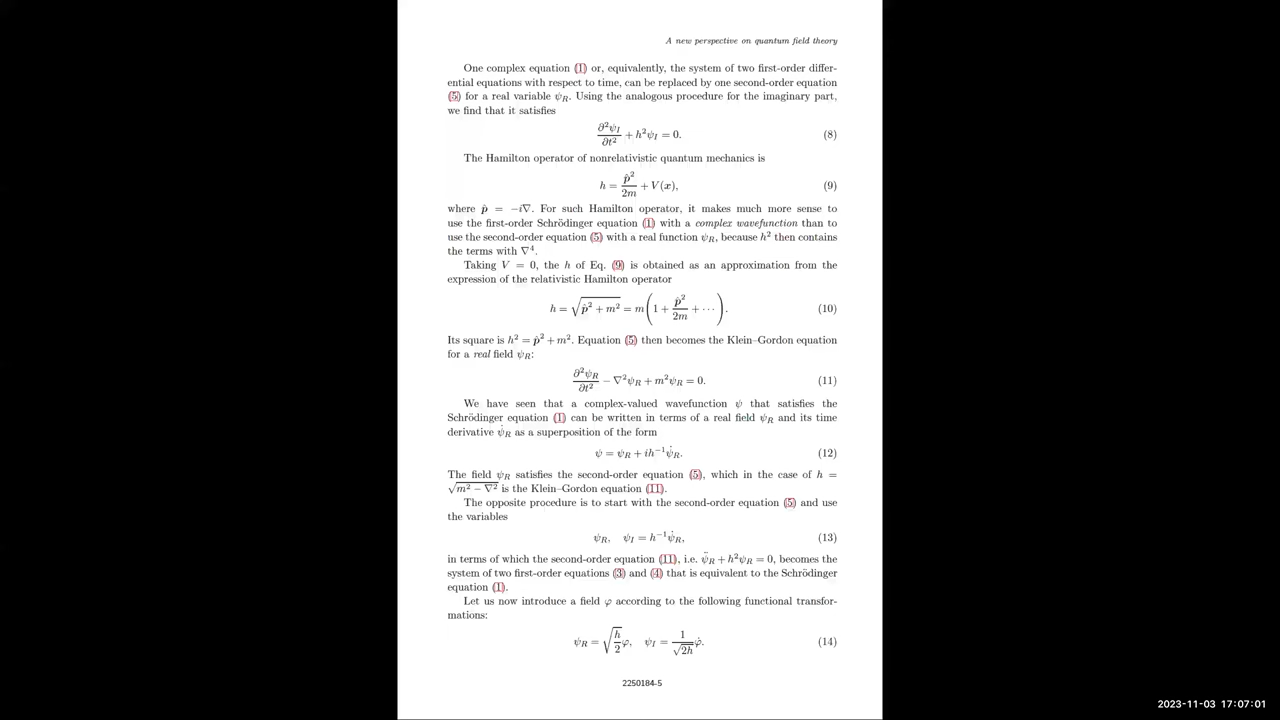 A new perspective on quantum field theory
One complex equation (1) or, equivalently, the system of two first-order differ-
ential equations with respect to time, can be replaced by one second-order equation
(5) for a real variable ψ_R. Using the analogous procedure for the imaginary part,
we find that it satisfies
∂²ψ_I/∂t² + h²ψ_I = 0. (8)
The Hamilton operator of nonrelativistic quantum mechanics is
h = p̂²/2m + V(x), (9)
where p̂ = −i∇. For such Hamilton operator, it makes much more sense to
use the first-order Schrödinger equation (1) with a complex wavefunction than to
use the second-order equation (5) with a real function ψ_R, because h² then contains
the terms with ∇⁴.
Taking V = 0, the h of Eq. (9) is obtained as an approximation from the
expression of the relativistic Hamilton operator
h = √(p̂² + m²) = m(1 + p̂²/2m + ···). (10)
Its square is h² = p̂² + m². Equation (5) then becomes the Klein–Gordon equation
for a real field ψ_R:
∂²ψ_R/∂t² − ∇²ψ_R + m²ψ_R = 0. (11)
We have seen that a complex-valued wavefunction ψ that satisfies the
Schrödinger equation (1) can be written in terms of a real field ψ_R and its time
derivative ψ̇_R as a superposition of the form
ψ = ψ_R + ih⁻¹ψ̇_R. (12)
The field ψ_R satisfies the second-order equation (5), which in the case of h =
√(m² − ∇²) is the Klein–Gordon equation (11).
The opposite procedure is to start with the second-order equation (5) and use
the variables
ψ_R, ψ_I = h⁻¹ψ̇_R, (13)
in terms of which the second-order equation (11), i.e. ψ̈_R + h²ψ_R = 0, becomes the
system of two first-order equations (3) and (4) that is equivalent to the Schrödinger
equation (1).
Let us now introduce a field φ according to the following functional transfor-
mations:
ψ_R = √(h/2)φ, ψ_I = 1/√(2h) φ̇. (14)
2250184-5
2023-11-03 17:07:01